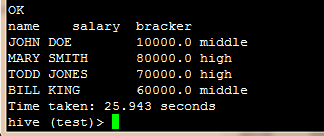 OK
name    salary  bracker
JOHN DOE        10000.0 middle
MARY SMITH      80000.0 high
TODD JONES      70000.0 high
BILL KING       60000.0 middle
Time taken: 25.943 seconds
hive (test)>